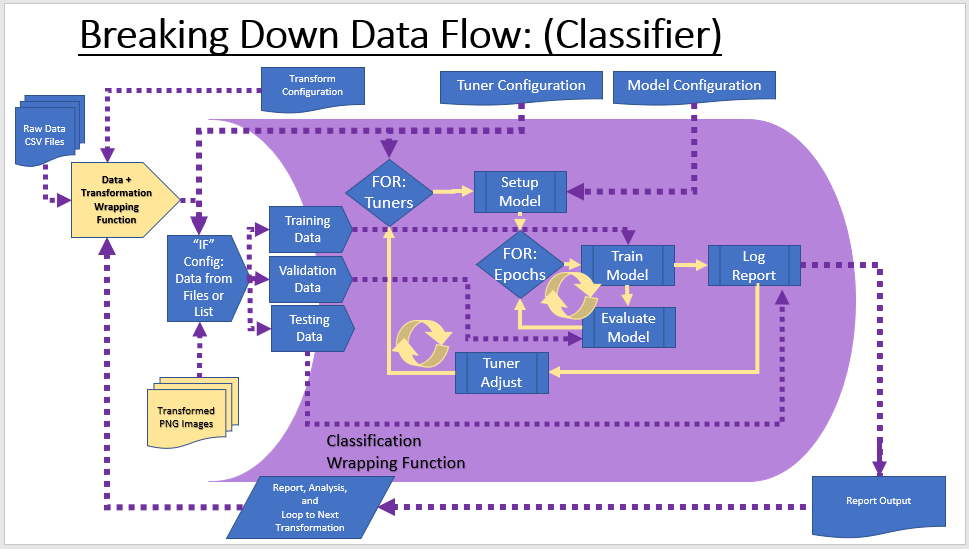 Breaking Down Data Flow: (Classifier)
Transform
Configuration
Tuner Configuration
Model Configuration
Raw Data
CSV Files
Data +
Transformation
Wrapping
Function
FOR:
Tuners
Setup
Model
"IF"
Config:
Data from
Files or
List
Training
Data
Validation
Data
Testing
Data
FOR:
Epochs
Train
Model
Log
Report
Evaluate
Model
Tuner
Adjust
Transformed
PNG Images
Classification
Wrapping Function
Report, Analysis,
and
Loop to Next
Transformation
Report Output